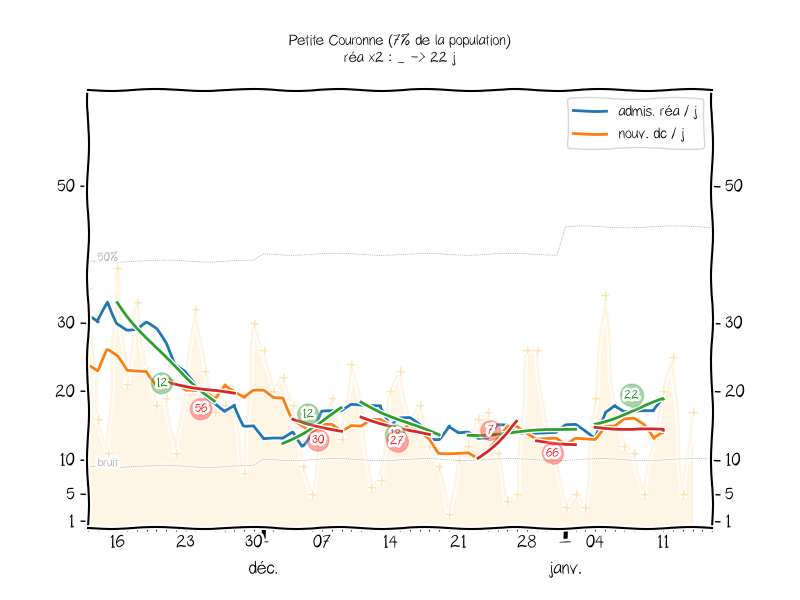 Petite Couronne (7% de la population)
réa x2 : _ -> 22 j
admis. réa / j
nouv. dc / j
50 50
50%
30 30
20 20
22
12
56
12
30
27
7
66
bruit
10 10
5 5
1 1
16 23 30 07 14 21 28 04 11
déc. janv.